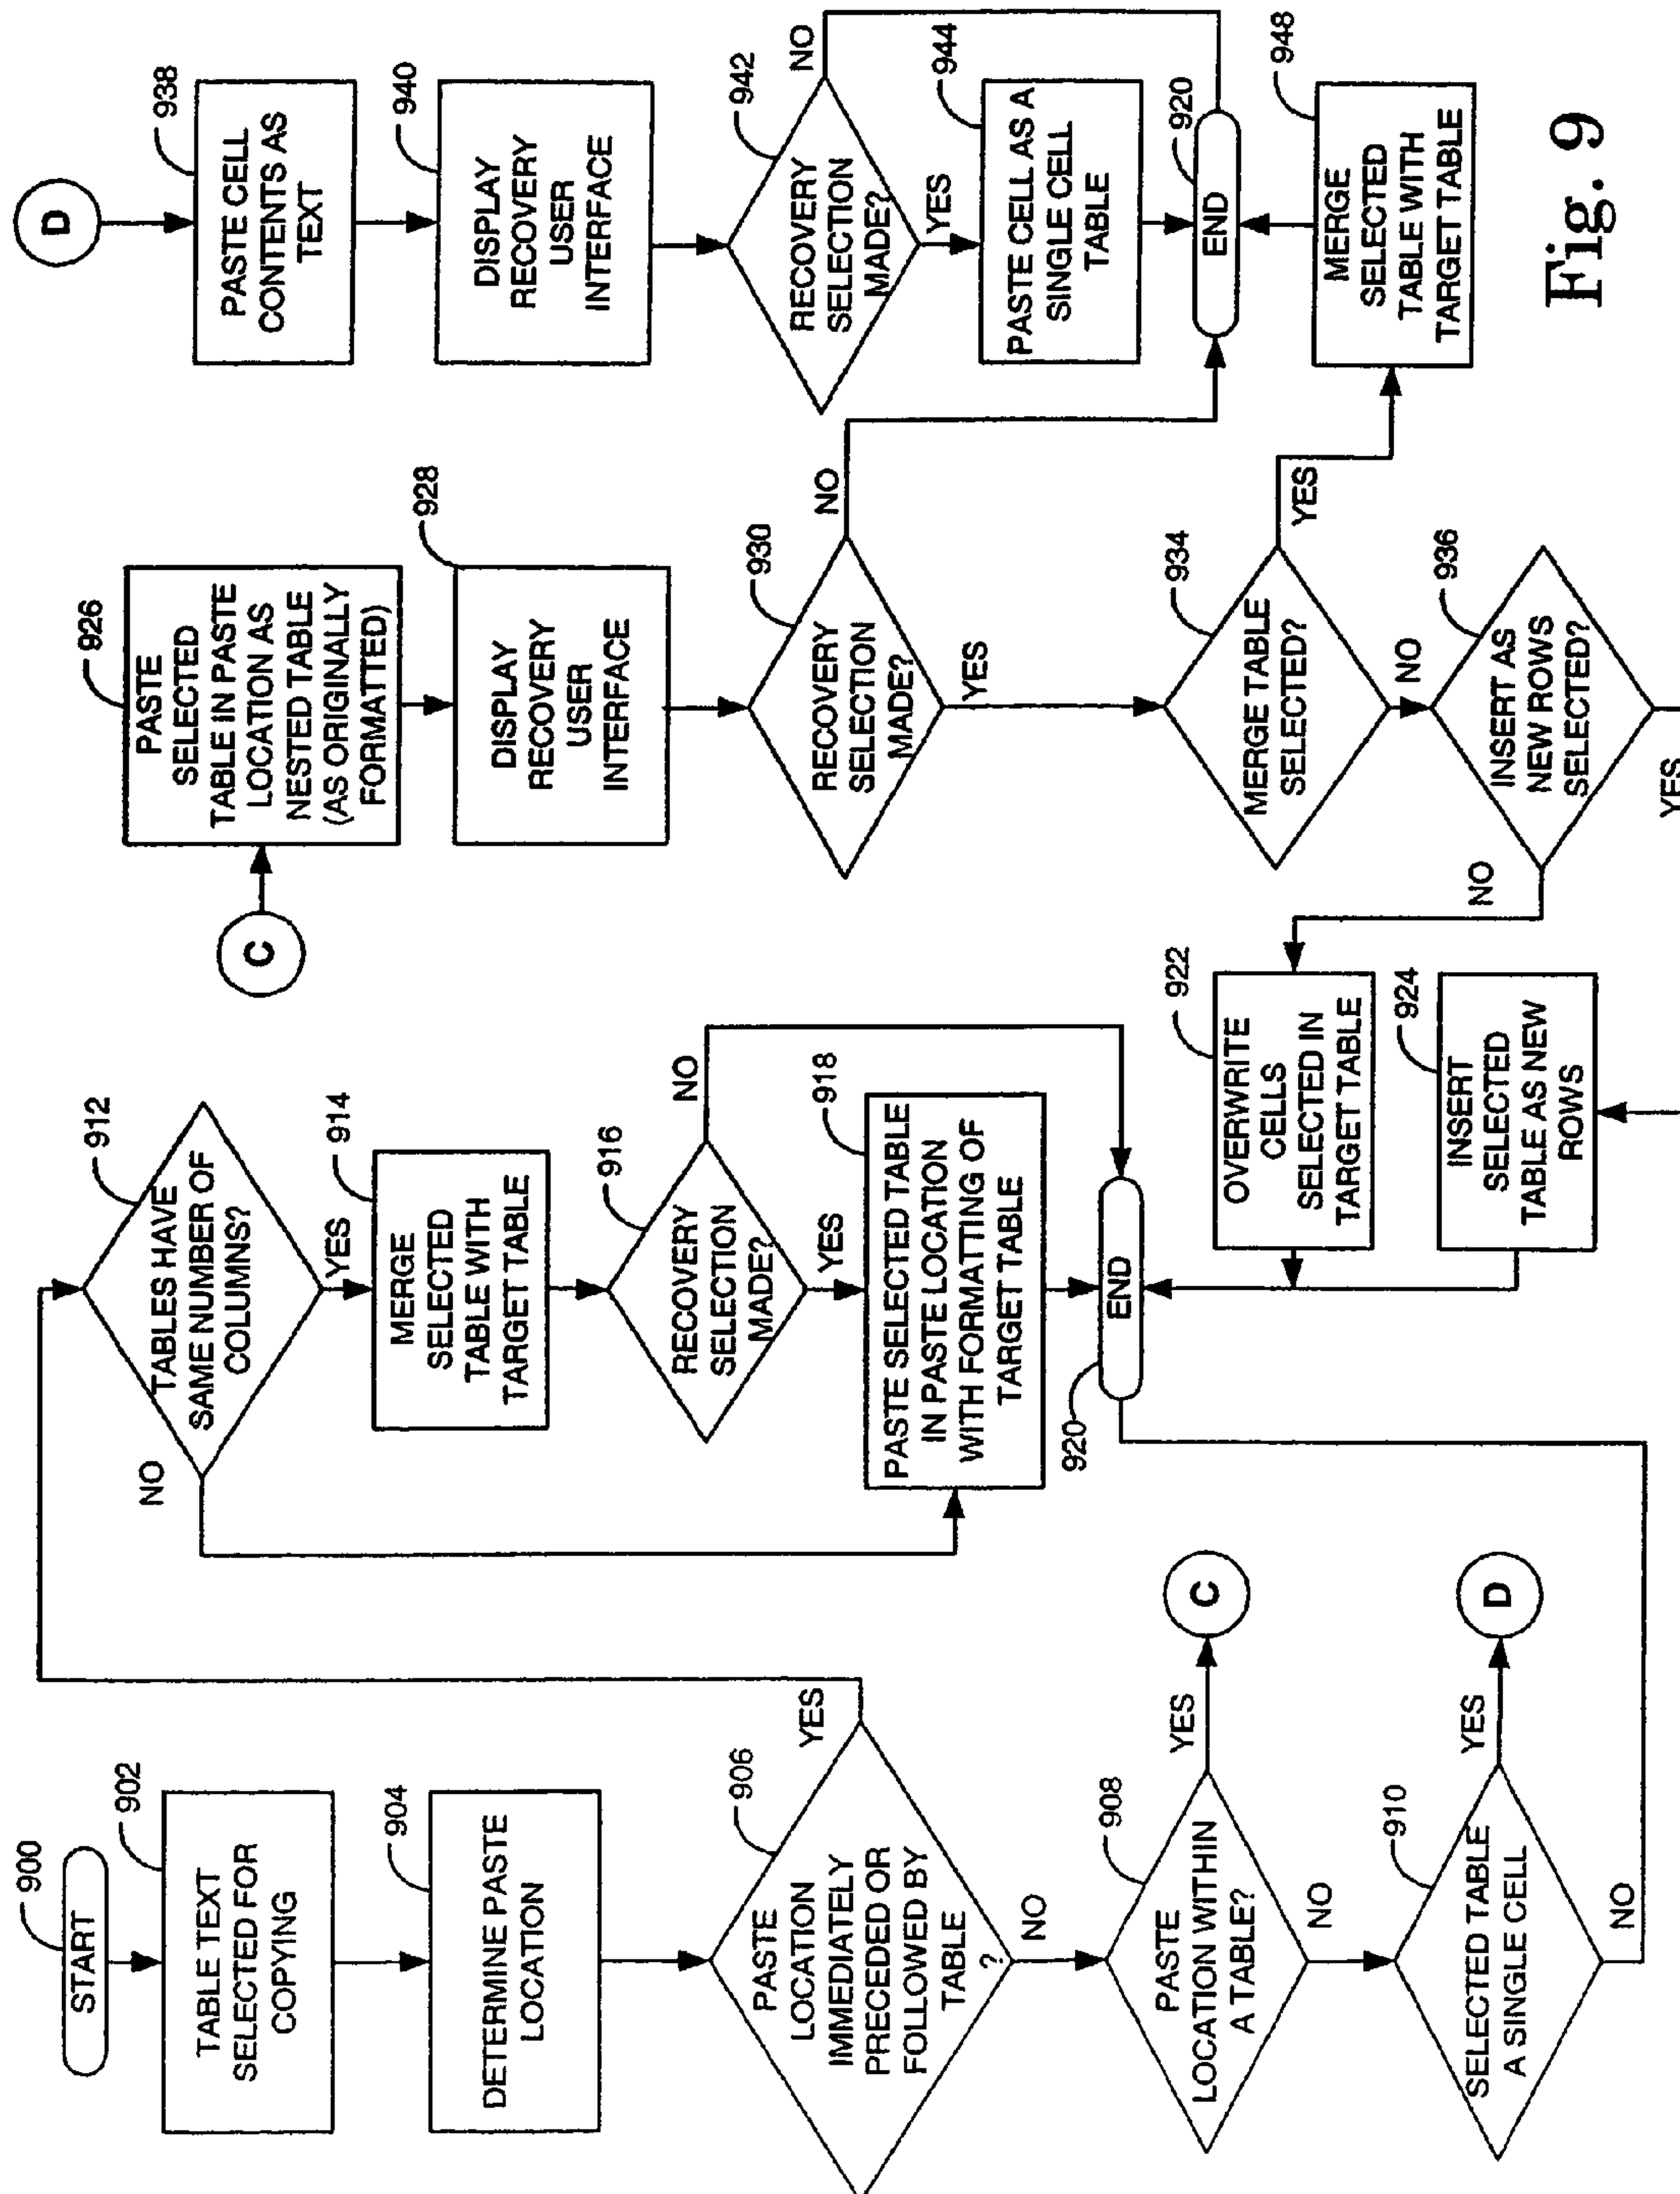 START
900
TABLE TEXT
SELECTED FOR
COPYING
902
DETERMINE PASTE
LOCATION
904
PASTE
LOCATION
IMMEDIATELY
PRECEDED OR
FOLLOWED BY
TABLE
?
906
YES
NO
PASTE
LOCATION WITHIN
A TABLE?
908
YES
C
NO
SELECTED TABLE
A SINGLE CELL
910
YES
D
NO
TABLES HAVE
SAME NUMBER OF
COLUMNS?
912
NO
YES
MERGE
SELECTED
TABLE WITH
TARGET TABLE
914
RECOVERY
SELECTION
MADE?
916
NO
YES
PASTE SELECTED TABLE
IN PASTE LOCATION
WITH FORMATTING OF
TARGET TABLE
918
END
920
OVERWRITE
CELLS
SELECTED IN
TARGET TABLE
922
INSERT
SELECTED
TABLE AS NEW
ROWS
924
C
PASTE
SELECTED
TABLE IN PASTE
LOCATION AS
NESTED TABLE
(AS ORIGINALLY
FORMATTED)
926
DISPLAY
RECOVERY
USER
INTERFACE
928
RECOVERY
SELECTION
MADE?
930
NO
YES
MERGE TABLE
SELECTED?
934
YES
NO
INSERT AS
NEW ROWS
SELECTED?
936
NO
YES
D
PASTE CELL
CONTENTS AS
TEXT
938
DISPLAY
RECOVERY
USER
INTERFACE
940
RECOVERY
SELECTION
MADE?
942
NO
YES
PASTE CELL AS A
SINGLE CELL
TABLE
944
END
920
MERGE
SELECTED
TABLE WITH
TARGET TABLE
948
Fig. 9